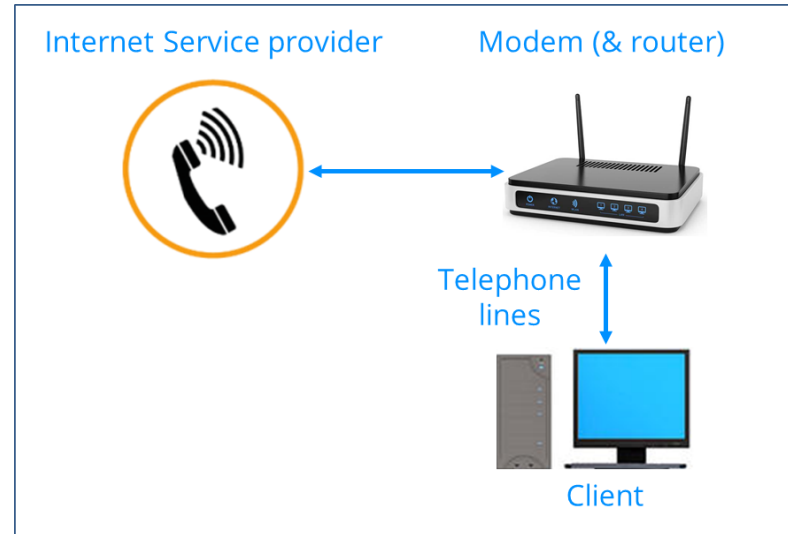 Internet Service provider
Modem (& router)
Telephone
lines
Client